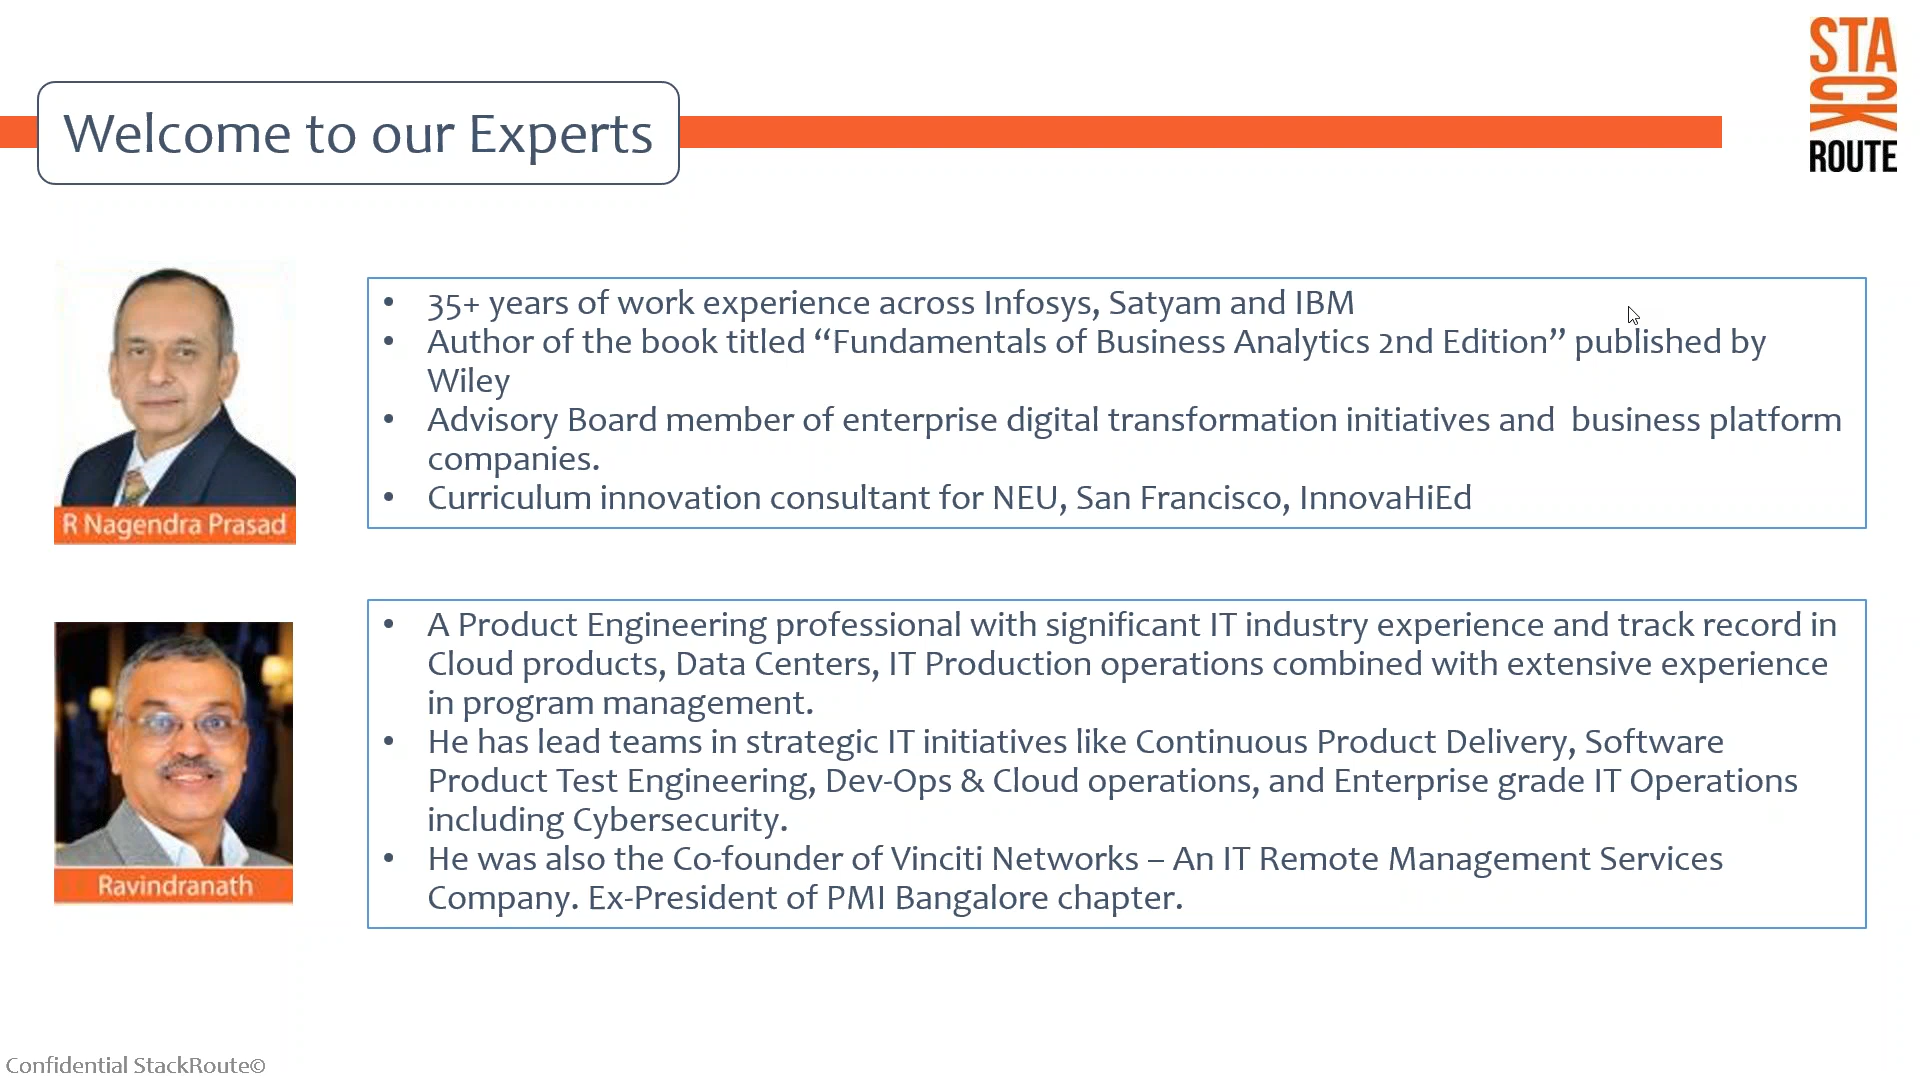 STA
CK
ROUTE
Welcome to our Experts
• 35+ years of work experience across Infosys, Satyam and IBM
• Author of the book titled “Fundamentals of Business Analytics 2nd Edition” published by
Wiley
• Advisory Board member of enterprise digital transformation initiatives and  business platform
companies.
• Curriculum innovation consultant for NEU, San Francisco, InnovaHiEd
R Nagendra Prasad
• A Product Engineering professional with significant IT industry experience and track record in
Cloud products, Data Centers, IT Production operations combined with extensive experience
in program management.
• He has lead teams in strategic IT initiatives like Continuous Product Delivery, Software
Product Test Engineering, Dev-Ops & Cloud operations, and Enterprise grade IT Operations
including Cybersecurity.
• He was also the Co-founder of Vinciti Networks – An IT Remote Management Services
Company. Ex-President of PMI Bangalore chapter.
Ravindranath
Confidential StackRoute©